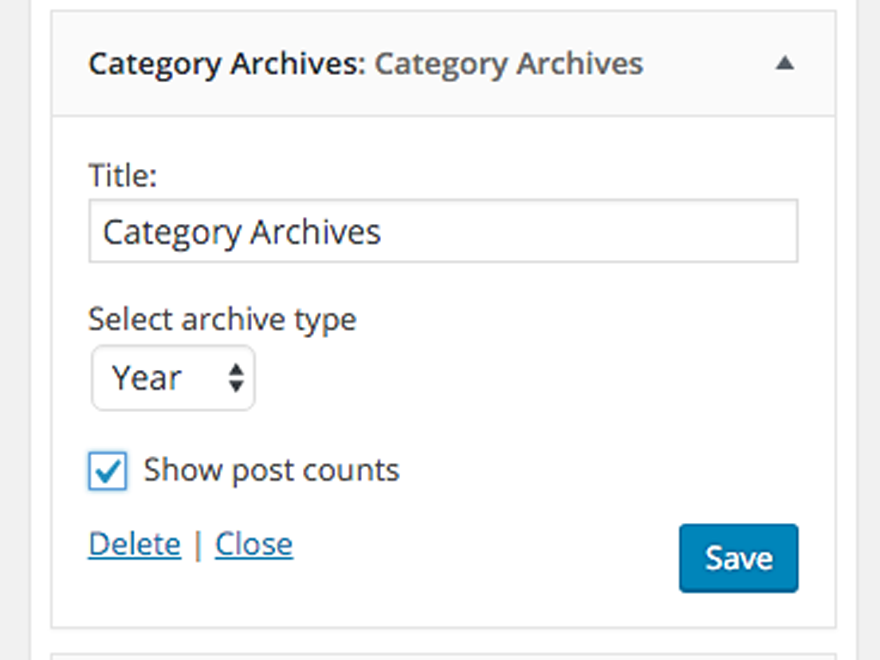 Category Archives: Category Archives
Title:
Category Archives
Select archive type
Year
Show post counts
Delete | Close
Save